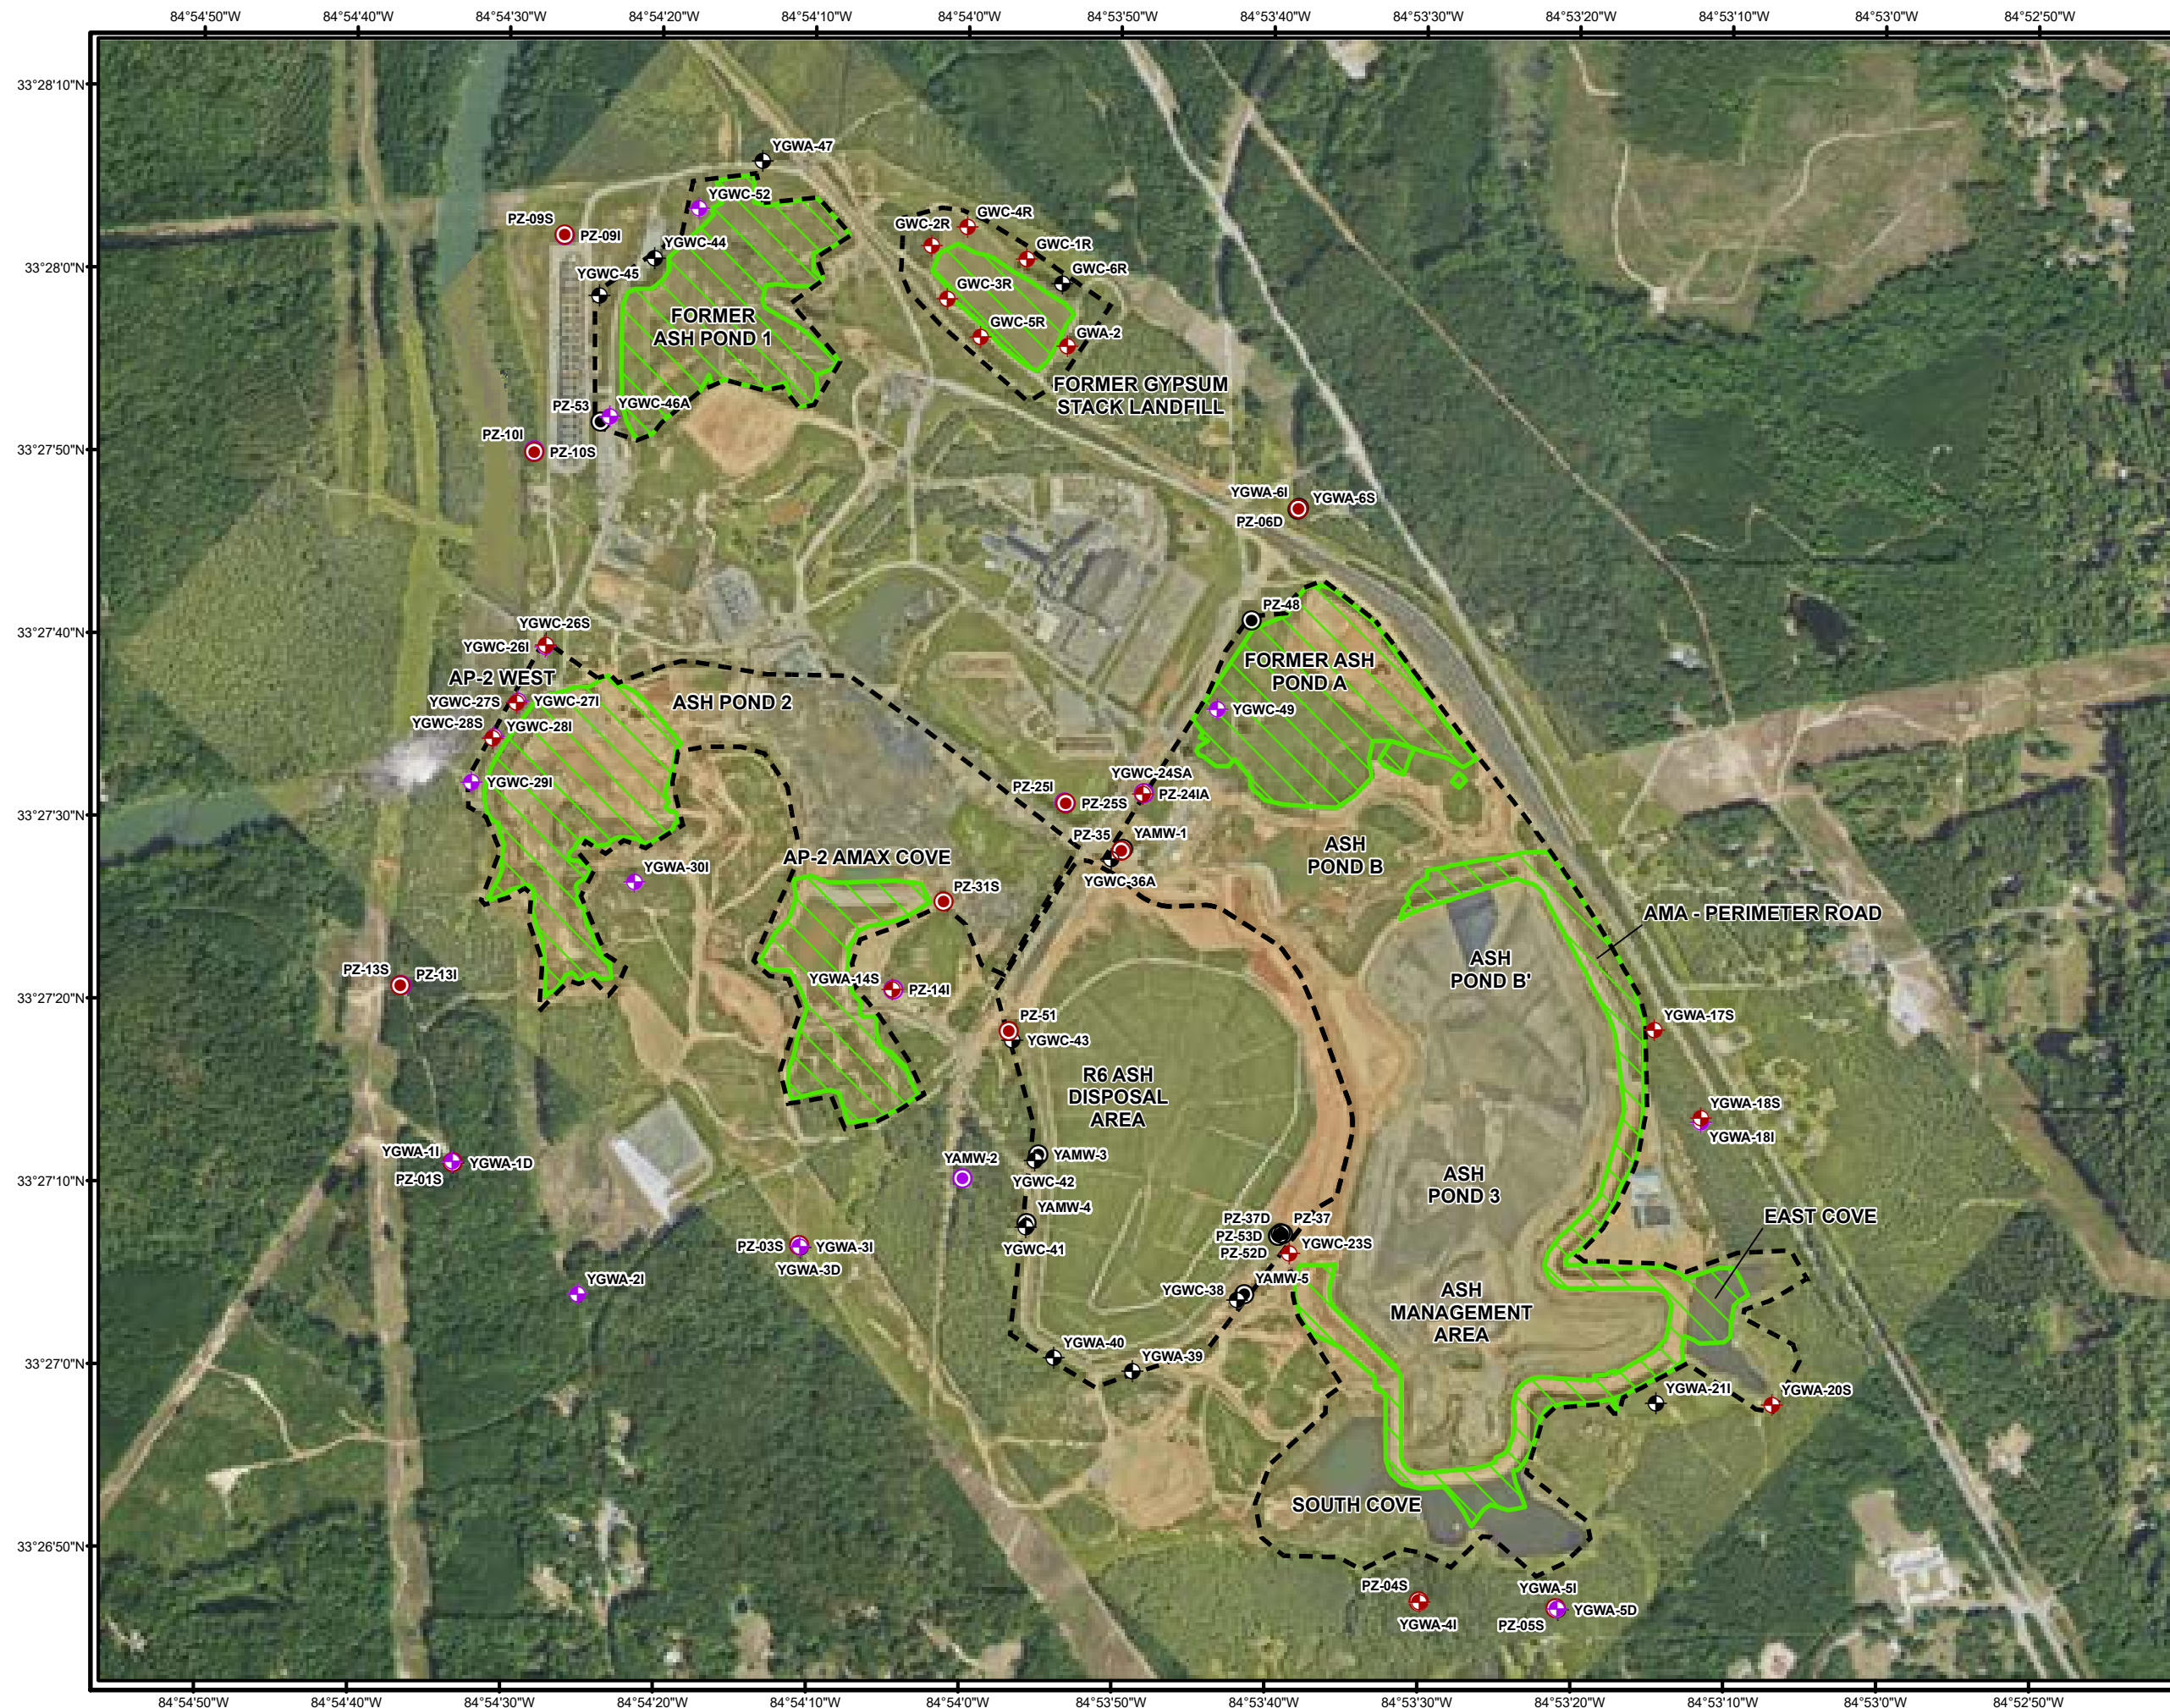 84°54'50"W 84°54'40"W 84°54'30"W 84°54'20"W 84°54'10"W 84°54'0"W 84°53'50"W 84°53'40"W 84°53'30"W 84°53'20"W 84°53'10"W 84°53'0"W 84°52'50"W
33°28'10"N
YGWA-47
YGWC-52
PZ-09S
PZ-09I
YGWC-44
YGWC-45
GWC-2R
GWC-4R
GWC-1R
GWC-6R
33°28'0"N
GWC-3R
GWC-5R
GWA-2
FORMER
ASH POND 1
FORMER GYPSUM
STACK LANDFILL
PZ-53
YGWC-46A
PZ-10I
PZ-10S
33°27'50"N
YGWA-6I
YGWA-6S
PZ-06D
PZ-48
YGWC-26S
33°27'40"N
YGWC-26I
AP-2 WEST
FORMER ASH
POND A
YGWC-27S
YGWC-27I
ASH POND 2
YGWC-49
YGWC-28S
YGWC-28I
YGWC-29I
YGWC-24SA
PZ-24IA
PZ-25I
PZ-25S
33°27'30"N
PZ-35
YAMW-1
YGWC-36A
ASH
POND B
AP-2 AMAX COVE
YGWA-30I
PZ-31S
AMA - PERIMETER ROAD
ASH
POND B'
PZ-13S
PZ-13I
YGWA-14S
PZ-14I
33°27'20"N
PZ-51
YGWC-43
YGWA-17S
R6 ASH
DISPOSAL
AREA
YGWA-18S
YGWA-18I
YGWA-1I
YGWA-1D
PZ-01S
YAMW-2
YAMW-3
YGWC-42
33°27'10"N
ASH
POND 3
YAMW-4
YGWC-41
EAST COVE
PZ-37D
PZ-37
PZ-53D
PZ-52D
YGWC-23S
PZ-03S
YGWA-3I
YGWA-3D
YGWA-2I
YGWC-38
YAMW-5
ASH
MANAGEMENT
AREA
YGWA-40
YGWA-39
33°27'0"N
YGWA-21I
YGWA-20S
SOUTH COVE
33°26'50"N
PZ-04S
YGWA-4I
YGWA-5I
YGWA-5D
PZ-05S
84°54'50"W 84°54'40"W 84°54'30"W 84°54'20"W 84°54'10"W 84°54'0"W 84°53'50"W 84°53'40"W 84°53'30"W 84°53'20"W 84°53'10"W 84°53'0"W 84°52'50"W